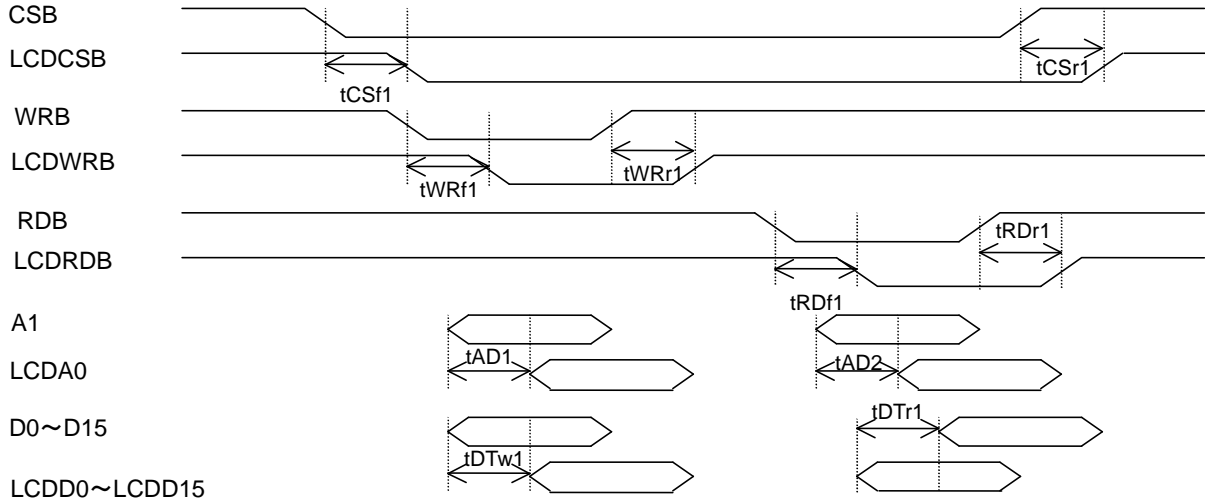 CSB
LCDCSB
tCSr1
tCSf1
WRB
LCDWRB
tWRr1
tWRf1
RDB
tRDr1
LCDRDB
tRDf1
A1
tAD1
tAD2
LCDA0
tDTr1
D0～D15
tDTw1
LCDD0～LCDD15